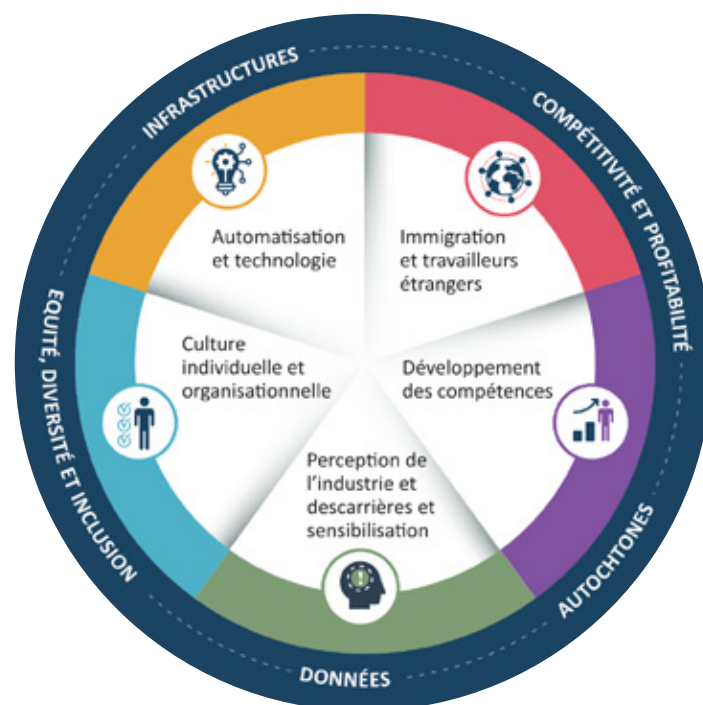 INFRASTRUCTURES
COMPÉTITIVITÉ ET PROFITABILITÉ
Automatisation
et technologie
Immigration
et travailleurs
étrangers
Culture
individuelle et
organisationnelle
Développement
des compétences
Perception de
l'industrie et
descarrières et
sensibilisation
EQUITÉ, DIVERSITÉ ET INCLUSION
AUTOCHTONES
DONNÉES